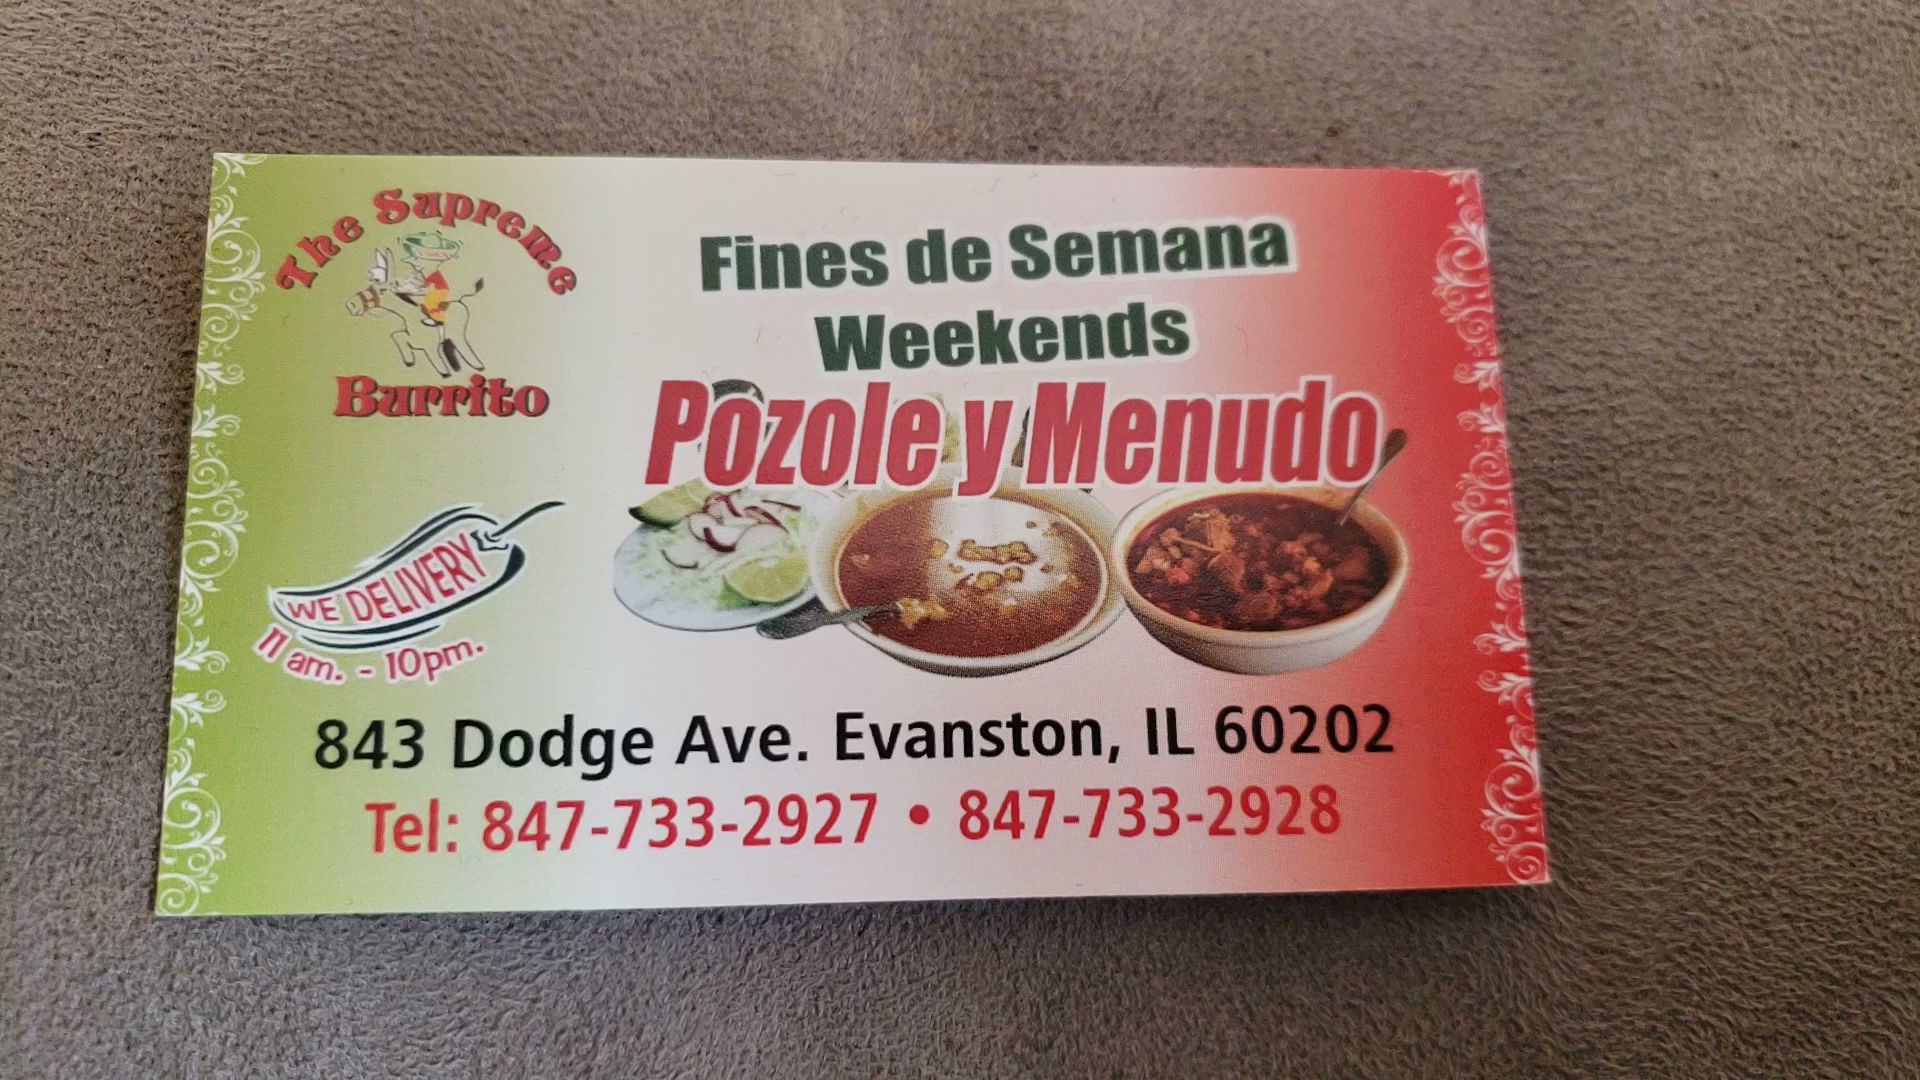 The Supreme
Burrito
Fines de Semana
Weekends
Pozole y Menudo
WE DELIVERY
11 am. - 10pm.
843 Dodge Ave. Evanston, IL 60202
Tel: 847-733-2927 • 847-733-2928